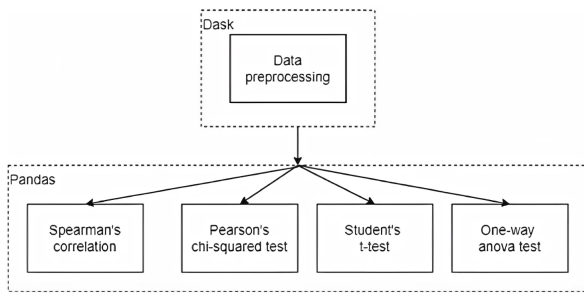 Dask
Data
preprocessing
Pandas
Spearman's
correlation
Pearson's
chi-squared test
Student's
t-test
One-way
anova test